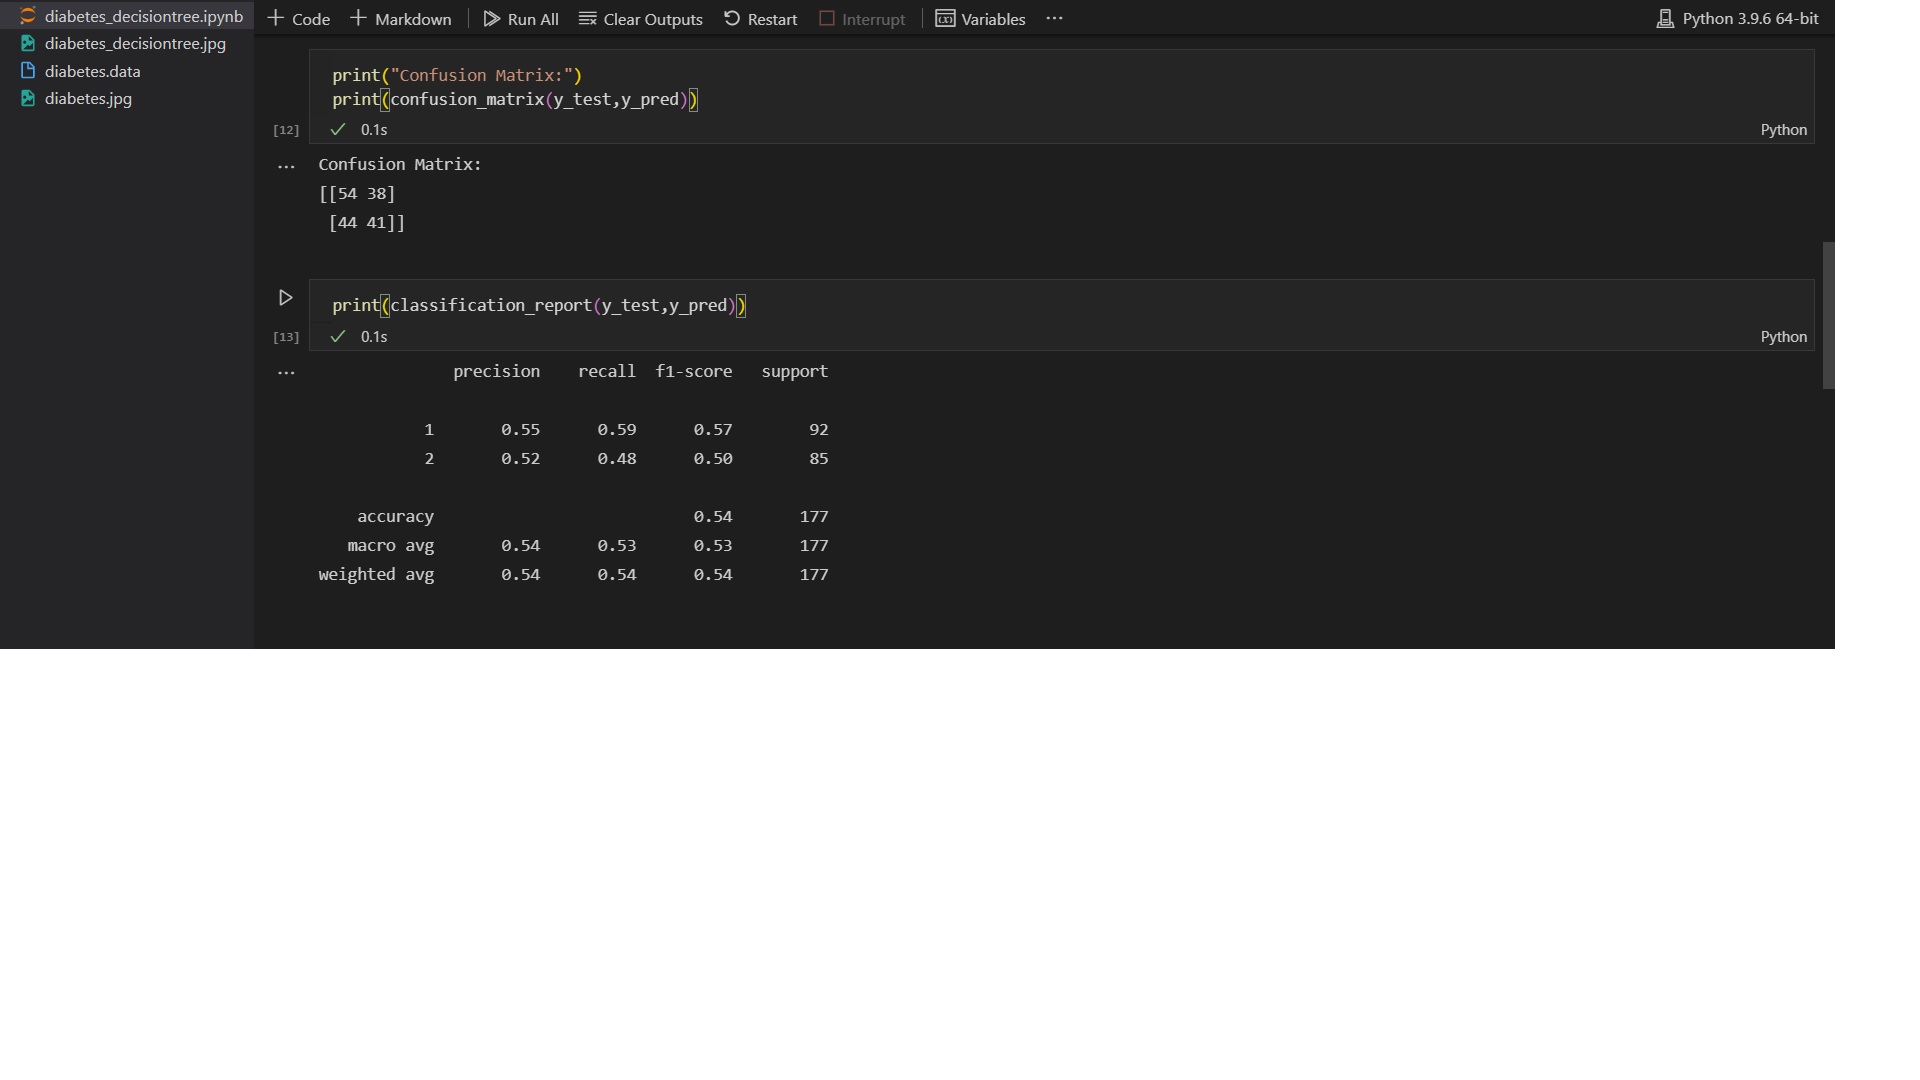 diabetes_decisiontree.ipynb
diabetes_decisiontree.jpg
diabetes.data
diabetes.jpg
+ Code + Markdown Run All Clear Outputs Restart Interrupt Variables ... Python 3.9.6 64-bit
print("Confusion Matrix:")
print(confusion_matrix(y_test,y_pred))
[12] ✓ 0.1s Python
... Confusion Matrix:
[[54 38]
[44 41]]
print(classification_report(y_test,y_pred))
[13] ✓ 0.1s Python
... precision recall f1-score support
1 0.55 0.59 0.57 92
2 0.52 0.48 0.50 85
accuracy 0.54 177
macro avg 0.54 0.53 0.53 177
weighted avg 0.54 0.54 0.54 177